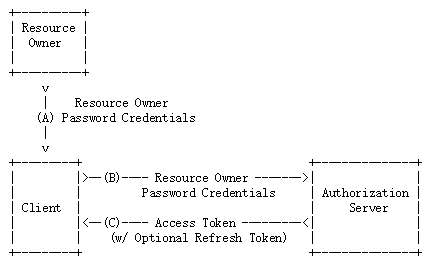 Resource
Owner
v
Resource Owner
(A) Password Credentials
v
>--(B)---- Resource Owner ------->
Password Credentials
Client
Authorization
Server
<--(C)---- Access Token ---------<
(w/ Optional Refresh Token)